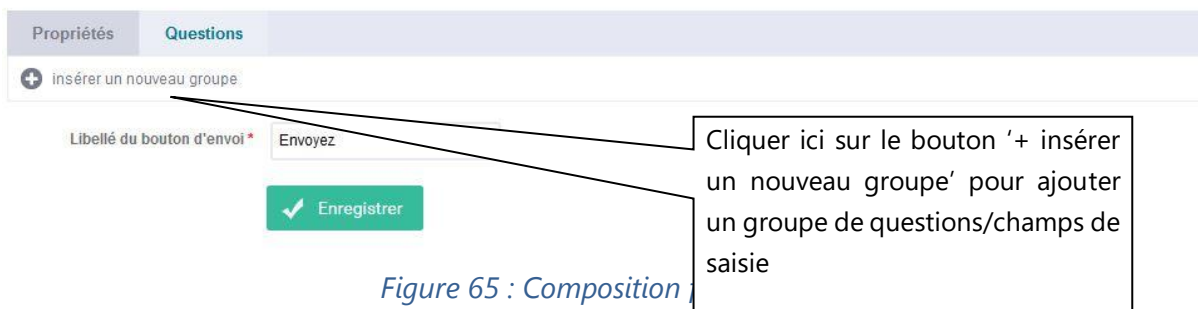 Propriétés Questions
insérer un nouveau groupe
Libellé du bouton d'envoi * Envoyez
Enregistrer
Cliquer ici sur le bouton ‘+ insérer
un nouveau groupe’ pour ajouter
un groupe de questions/champs de
saisie
Figure 65 : Composition